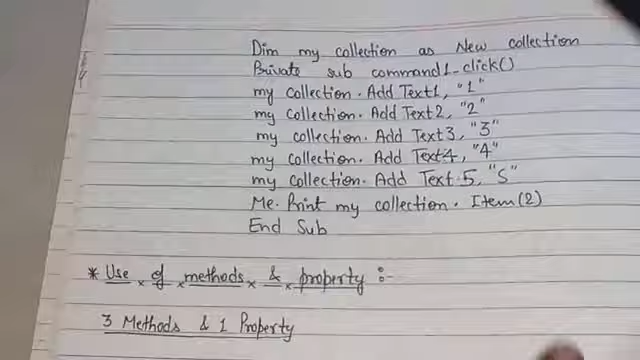 Dim my collection as New collection
Private sub command1_click()
my collection. Add Text1, "1"
my collection. Add Text2, "2"
my collection. Add Text3, "3"
my collection. Add Text4, "4"
my collection. Add Text.5, "5"
Me. Print my collection. Item(2)
End Sub
* Use of methods & property :-
3 Methods & 1 Property